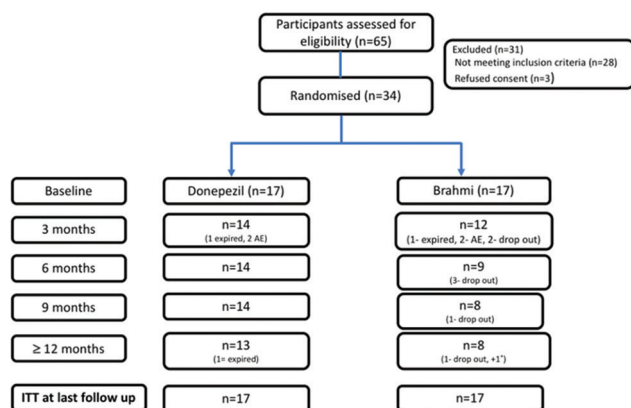 Participants assessed for
eligibility (n=65)
Excluded (n=31)
Not meeting inclusion criteria (n=28)
Refused consent (n=3)
Randomised (n=34)
Baseline
Donepezil (n=17)
Brahmi (n=17)
3 months
n=14
(1 expired, 2 AE)
n=12
(1- expired, 2- AE, 2- drop out)
6 months
n=14
n=9
(3- drop out)
9 months
n=14
n=8
(1- drop out)
≥ 12 months
n=13
(1= expired)
n=8
(1- drop out, +1*)
ITT at last follow up
n=17
n=17